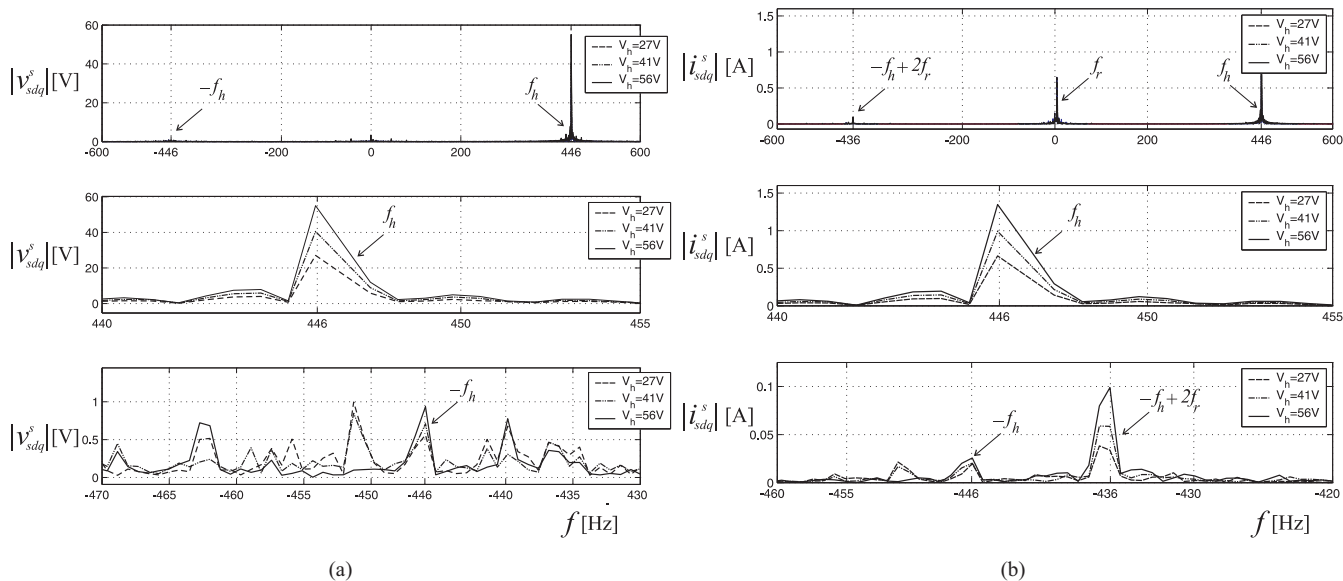 60
40
20
0
|v^s_sdq| [V]
-f_h
f_h
V_h=27V
V_h=41V
V_h=56V
-600 -446 -200 0 200 446 600
60
40
20
0
|v^s_sdq| [V]
f_h
V_h=27V
V_h=41V
V_h=56V
440 446 450 455
1
0.5
0
|v^s_sdq| [V]
-f_h
V_h=27V
V_h=41V
V_h=56V
-470 -465 -460 -455 -450 -446 -440 -435 -430
f [Hz]
(a)
1.5
1
0.5
0
|i^s_sdq| [A]
-f_h+2f_r
f_r
f_h
V_h=27V
V_h=41V
V_h=56V
-600 -436 -200 0 200 446 600
1.5
1
0.5
0
|i^s_sdq| [A]
f_h
V_h=27V
V_h=41V
V_h=56V
440 446 450 455
0.1
0.05
0
|i^s_sdq| [A]
-f_h
-f_h+2f_r
V_h=27V
V_h=41V
V_h=56V
-460 -455 -446 -436 -430 -420
f [Hz]
(b)